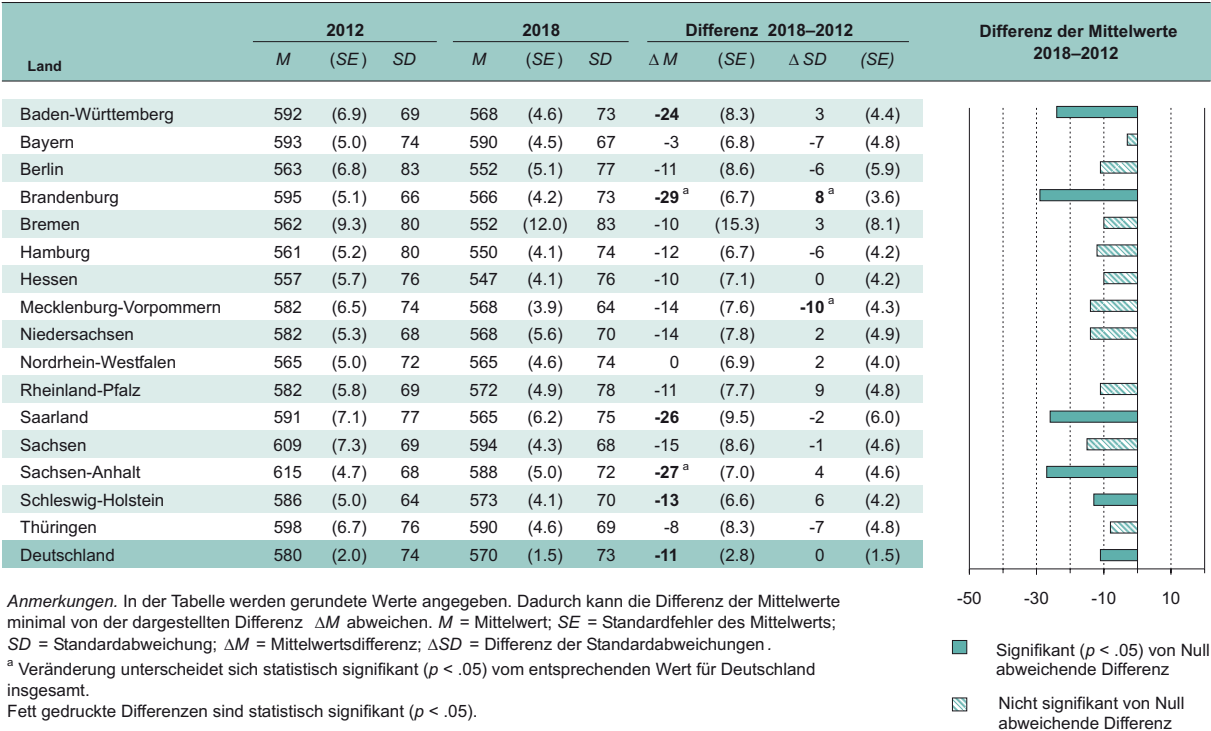 2012 2018 Differenz 2018–2012 Differenz der Mittelwerte
2018–2012
Land M (SE) SD M (SE) SD Δ M (SE) Δ SD (SE)
Baden-Württemberg 592 (6.9) 69 568 (4.6) 73 -24 (8.3) 3 (4.4)
Bayern 593 (5.0) 74 590 (4.5) 67 -3 (6.8) -7 (4.8)
Berlin 563 (6.8) 83 552 (5.1) 77 -11 (8.6) -6 (5.9)
Brandenburg 595 (5.1) 66 566 (4.2) 73 -29 a (6.7) 8 a (3.6)
Bremen 562 (9.3) 80 552 (12.0) 83 -10 (15.3) 3 (8.1)
Hamburg 561 (5.2) 80 550 (4.1) 74 -12 (6.7) -6 (4.2)
Hessen 557 (5.7) 76 547 (4.1) 76 -10 (7.1) 0 (4.2)
Mecklenburg-Vorpommern 582 (6.5) 74 568 (3.9) 64 -14 (7.6) -10 a (4.3)
Niedersachsen 582 (5.3) 68 568 (5.6) 70 -14 (7.8) 2 (4.9)
Nordrhein-Westfalen 565 (5.0) 72 565 (4.6) 74 0 (6.9) 2 (4.0)
Rheinland-Pfalz 582 (5.8) 69 572 (4.9) 78 -11 (7.7) 9 (4.8)
Saarland 591 (7.1) 77 565 (6.2) 75 -26 (9.5) -2 (6.0)
Sachsen 609 (7.3) 69 594 (4.3) 68 -15 (8.6) -1 (4.6)
Sachsen-Anhalt 615 (4.7) 68 588 (5.0) 72 -27 a (7.0) 4 (4.6)
Schleswig-Holstein 586 (5.0) 64 573 (4.1) 70 -13 (6.6) 6 (4.2)
Thüringen 598 (6.7) 76 590 (4.6) 69 -8 (8.3) -7 (4.8)
Deutschland 580 (2.0) 74 570 (1.5) 73 -11 (2.8) 0 (1.5)
-50 -30 -10 10
Anmerkungen. In der Tabelle werden gerundete Werte angegeben. Dadurch kann die Differenz der Mittelwerte
minimal von der dargestellten Differenz ΔM abweichen. M = Mittelwert; SE = Standardfehler des Mittelwerts;
SD = Standardabweichung; ΔM = Mittelwertsdifferenz; ΔSD = Differenz der Standardabweichungen.
a Veränderung unterscheidet sich statistisch signifikant (p < .05) vom entsprechenden Wert für Deutschland
insgesamt.
Fett gedruckte Differenzen sind statistisch signifikant (p < .05).
Signifikant (p < .05) von Null
abweichende Differenz
Nicht signifikant von Null
abweichende Differenz